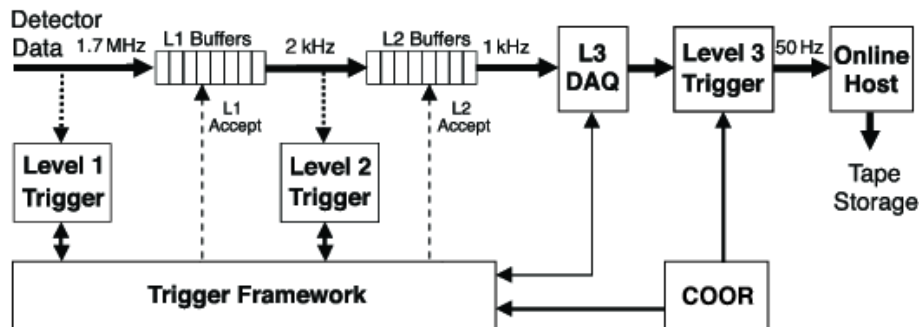 Detector
Data
1.7 MHz
L1 Buffers
2 kHz
L2 Buffers
1 kHz
L3
DAQ
Level 3
Trigger
50 Hz
Online
Host
L1
Accept
L2
Accept
Level 1
Trigger
Level 2
Trigger
Tape
Storage
Trigger Framework
COOR